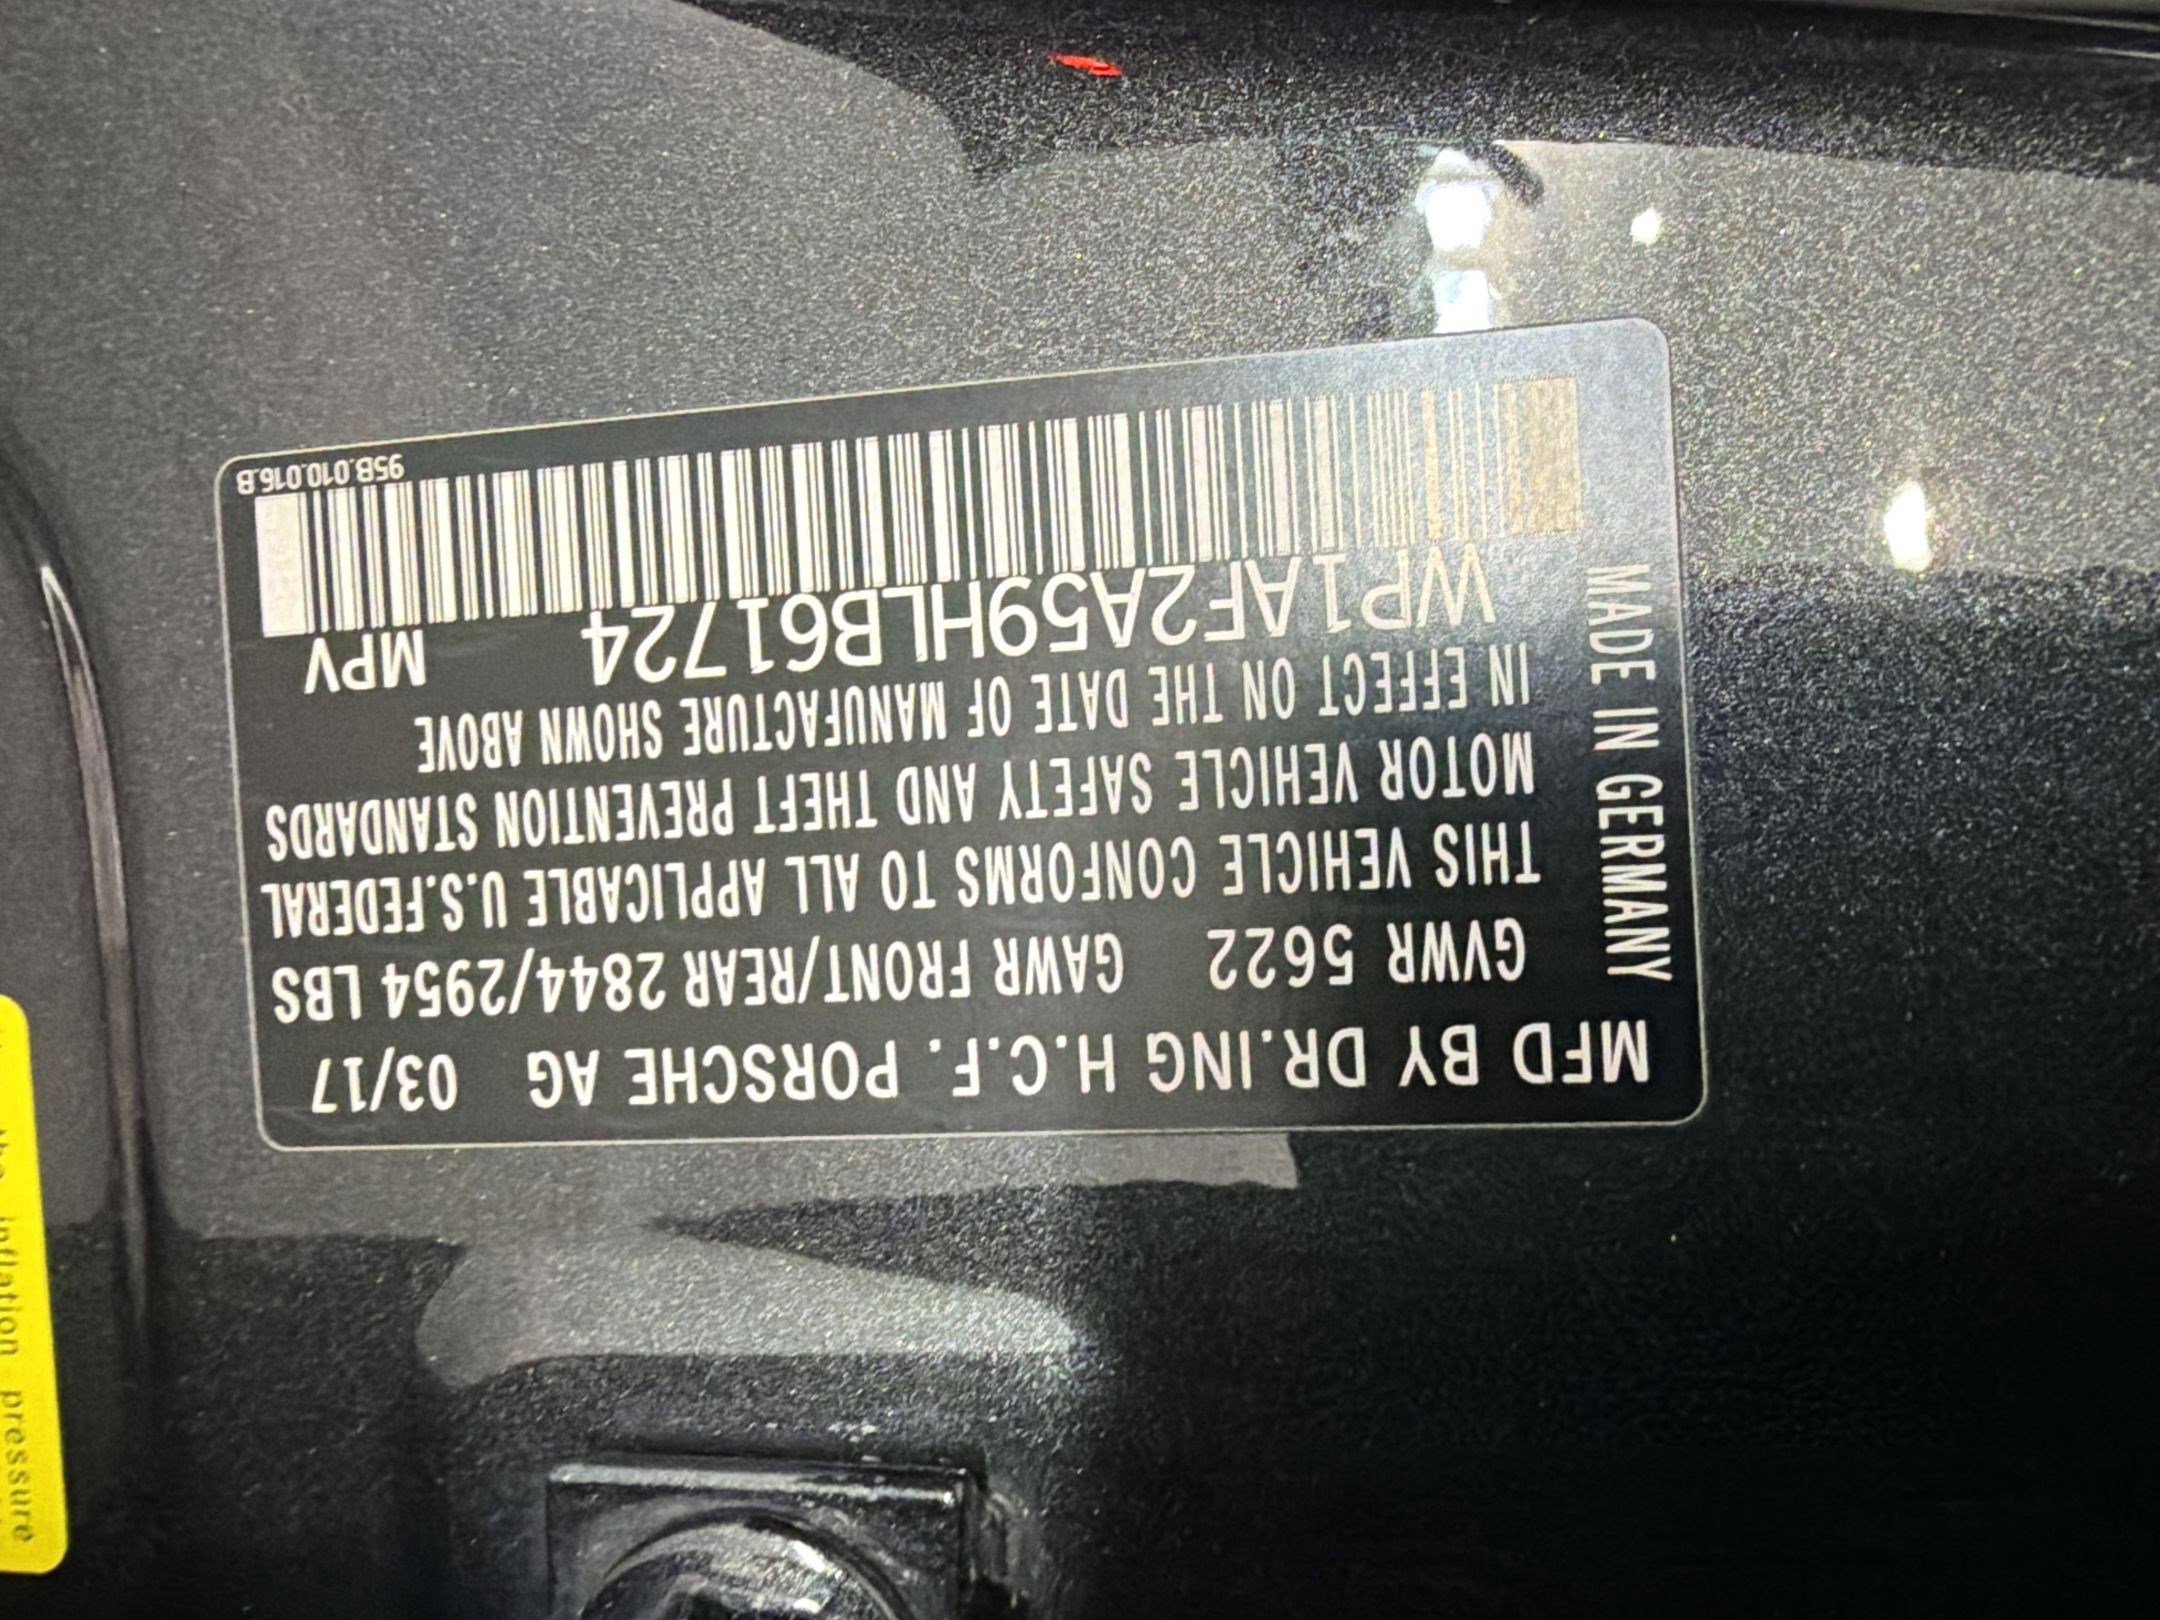 MFD BY DR.ING H.C.F. PORSCHE AG 03/17
GVWR 5622 GAWR FRONT/REAR 2844/2954 LBS
THIS VEHICLE CONFORMS TO ALL APPLICABLE U.S.FEDERAL
MOTOR VEHICLE SAFETY AND THEFT PREVENTION STANDARDS
IN EFFECT ON THE DATE OF MANUFACTURE SHOWN ABOVE
WP1AF2A59HLB61724 MPV
95B.010.016.B
MADE IN GERMANY
the inflation pressure